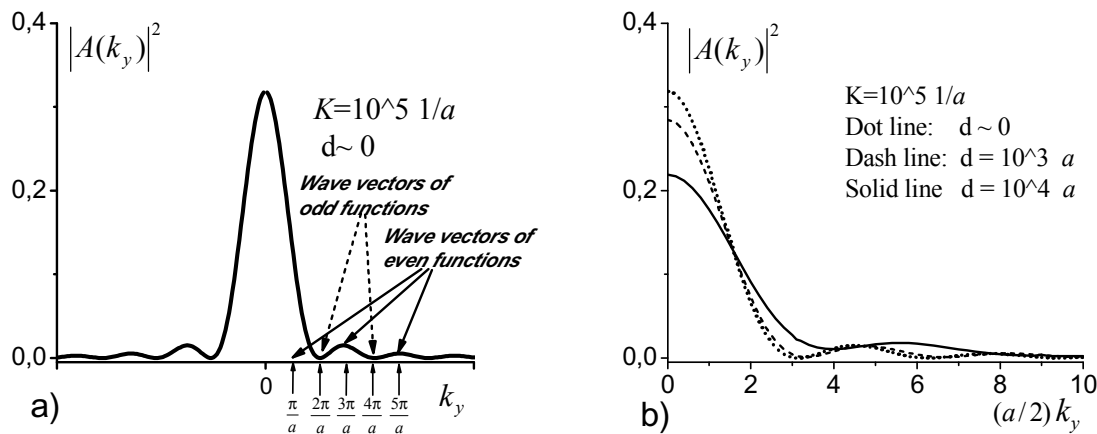 0,4
|A(k_y)|^2
K=10^5 1/a
d~ 0
Wave vectors of
odd functions
0,2
Wave vectors of
even functions
0,0
0
k_y
π/a 2π/a 3π/a 4π/a 5π/a
a)
0,4
|A(k_y)|^2
K=10^5 1/a
Dot line: d ~ 0
Dash line: d = 10^3 a
Solid line d = 10^4 a
0,2
0,0
0 2 4 6 8 10
(a/2) k_y
b)